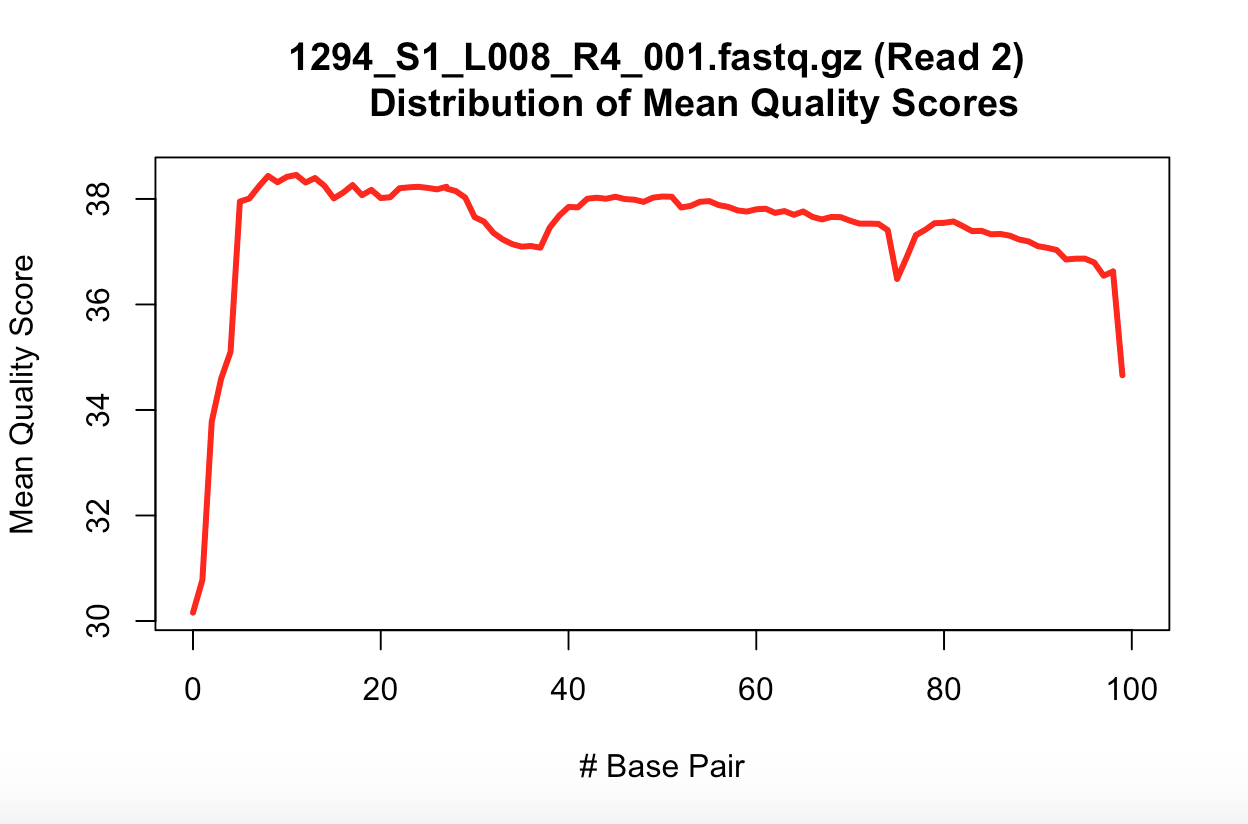 1294_S1_L008_R4_001.fastq.gz (Read 2)
Distribution of Mean Quality Scores
Mean Quality Score
38
36
34
32
30
0 20 40 60 80 100
# Base Pair